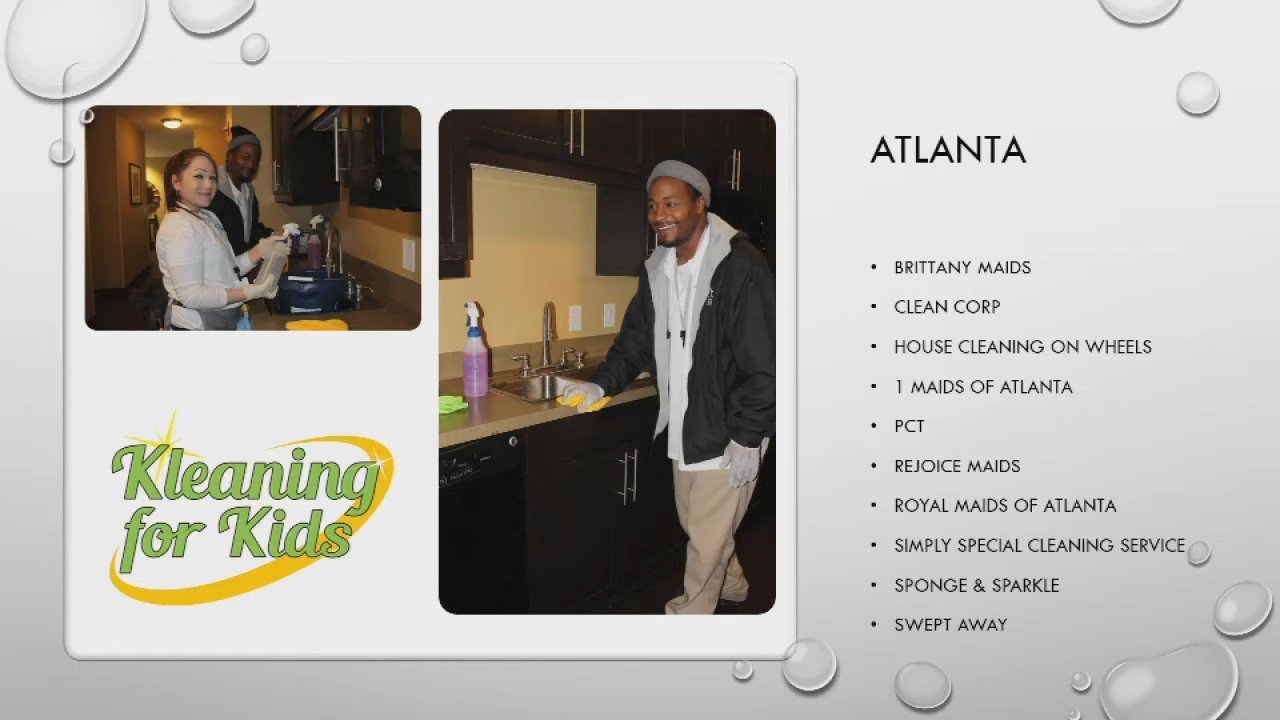 Kleaning
for Kids
ATLANTA
• BRITTANY MAIDS
• CLEAN CORP
• HOUSE CLEANING ON WHEELS
• 1 MAIDS OF ATLANTA
• PCT
• REJOICE MAIDS
• ROYAL MAIDS OF ATLANTA
• SIMPLY SPECIAL CLEANING SERVICE
• SPONGE & SPARKLE
• SWEPT AWAY